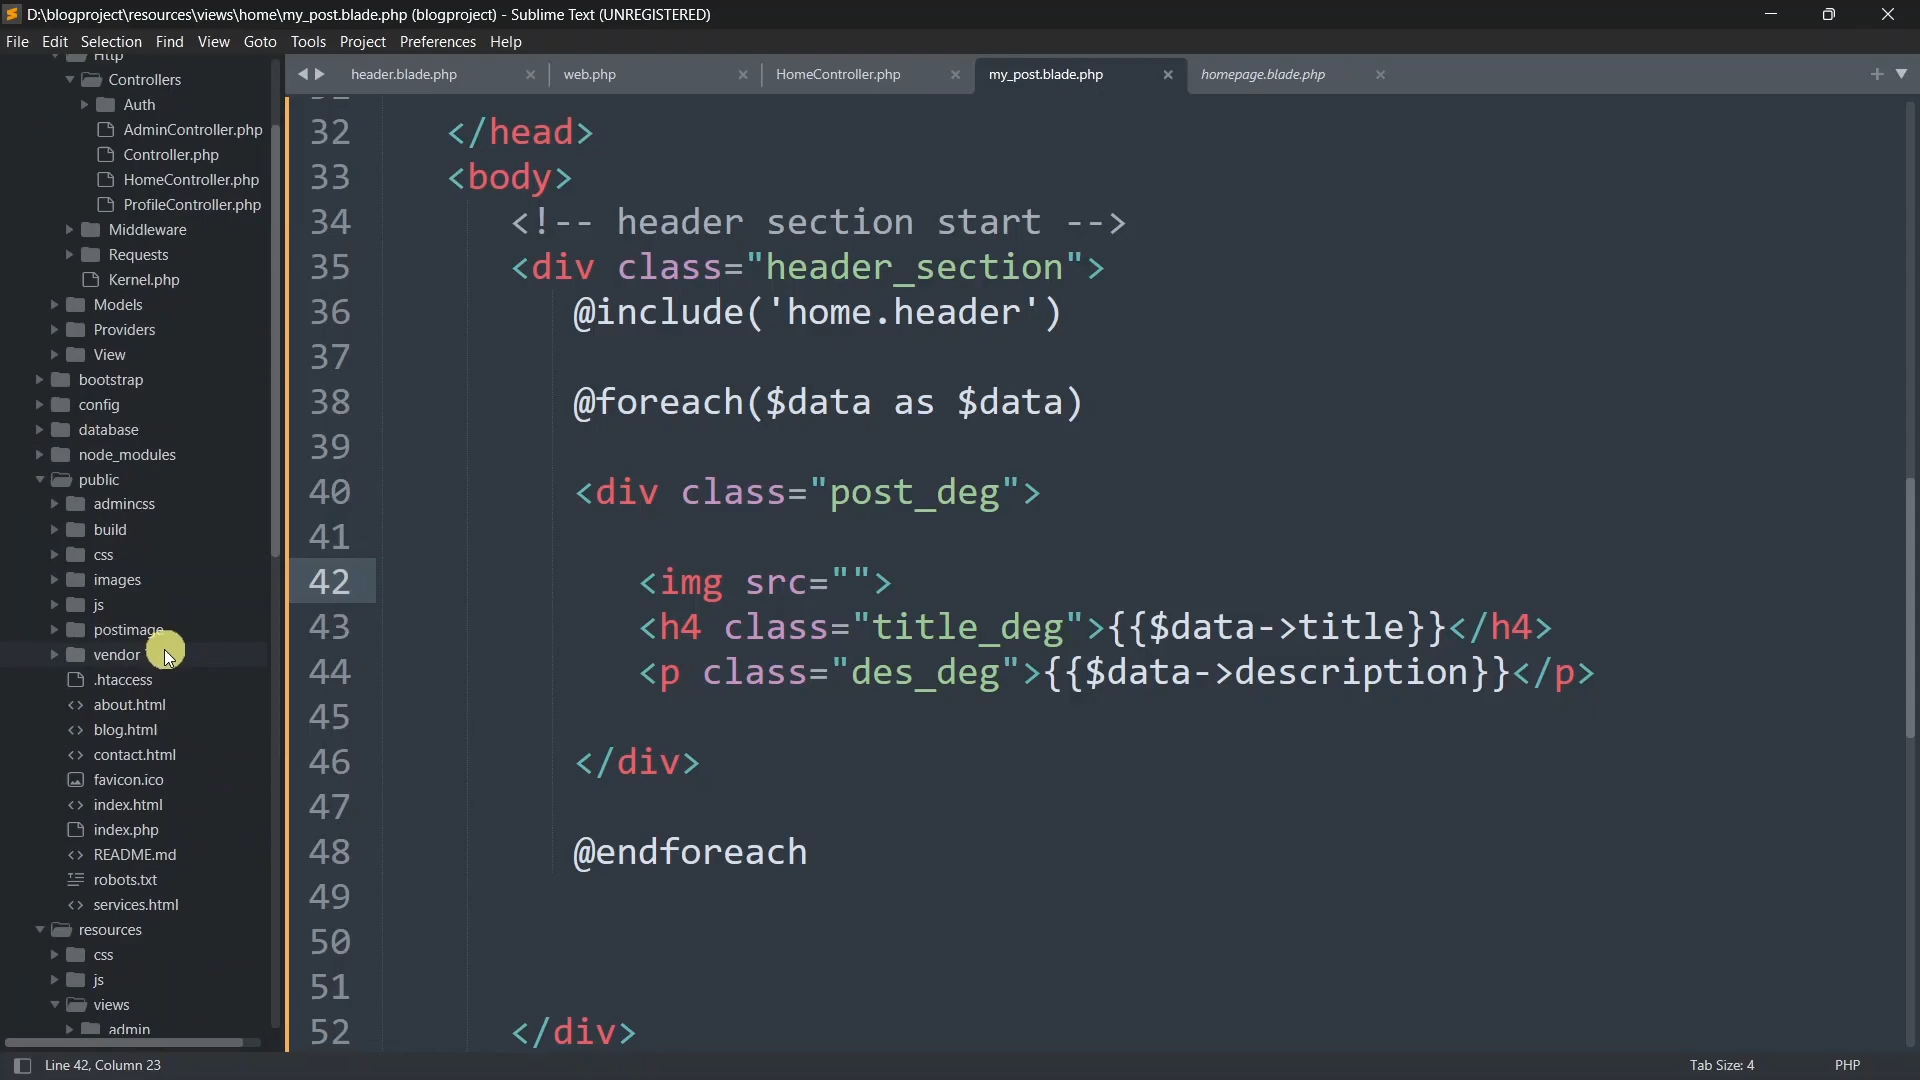 D:\blogproject\resources\views\home\my_post.blade.php (blogproject) - Sublime Text (UNREGISTERED)
File Edit Selection Find View Goto Tools Project Preferences Help
header.blade.php
web.php
HomeController.php
my_post.blade.php
homepage.blade.php
Http
Controllers
Auth
AdminController.php
Controller.php
HomeController.php
ProfileController.php
Middleware
Requests
Kernel.php
Models
Providers
View
bootstrap
config
database
node_modules
public
admincss
build
css
images
js
postimage
vendor
.htaccess
about.html
blog.html
contact.html
favicon.ico
index.html
index.php
README.md
robots.txt
services.html
resources
css
js
views
admin
32 </head>
33 <body>
34 <!-- header section start -->
35 <div class="header_section">
36 @include('home.header')
37
38 @foreach($data as $data)
39
40 <div class="post_deg">
41
42 <img src="">
43 <h4 class="title_deg">{{$data->title}}</h4>
44 <p class="des_deg">{{$data->description}}</p>
45
46 </div>
47
48 @endforeach
49
50
51
52 </div>
Line 42, Column 23
Tab Size: 4
PHP